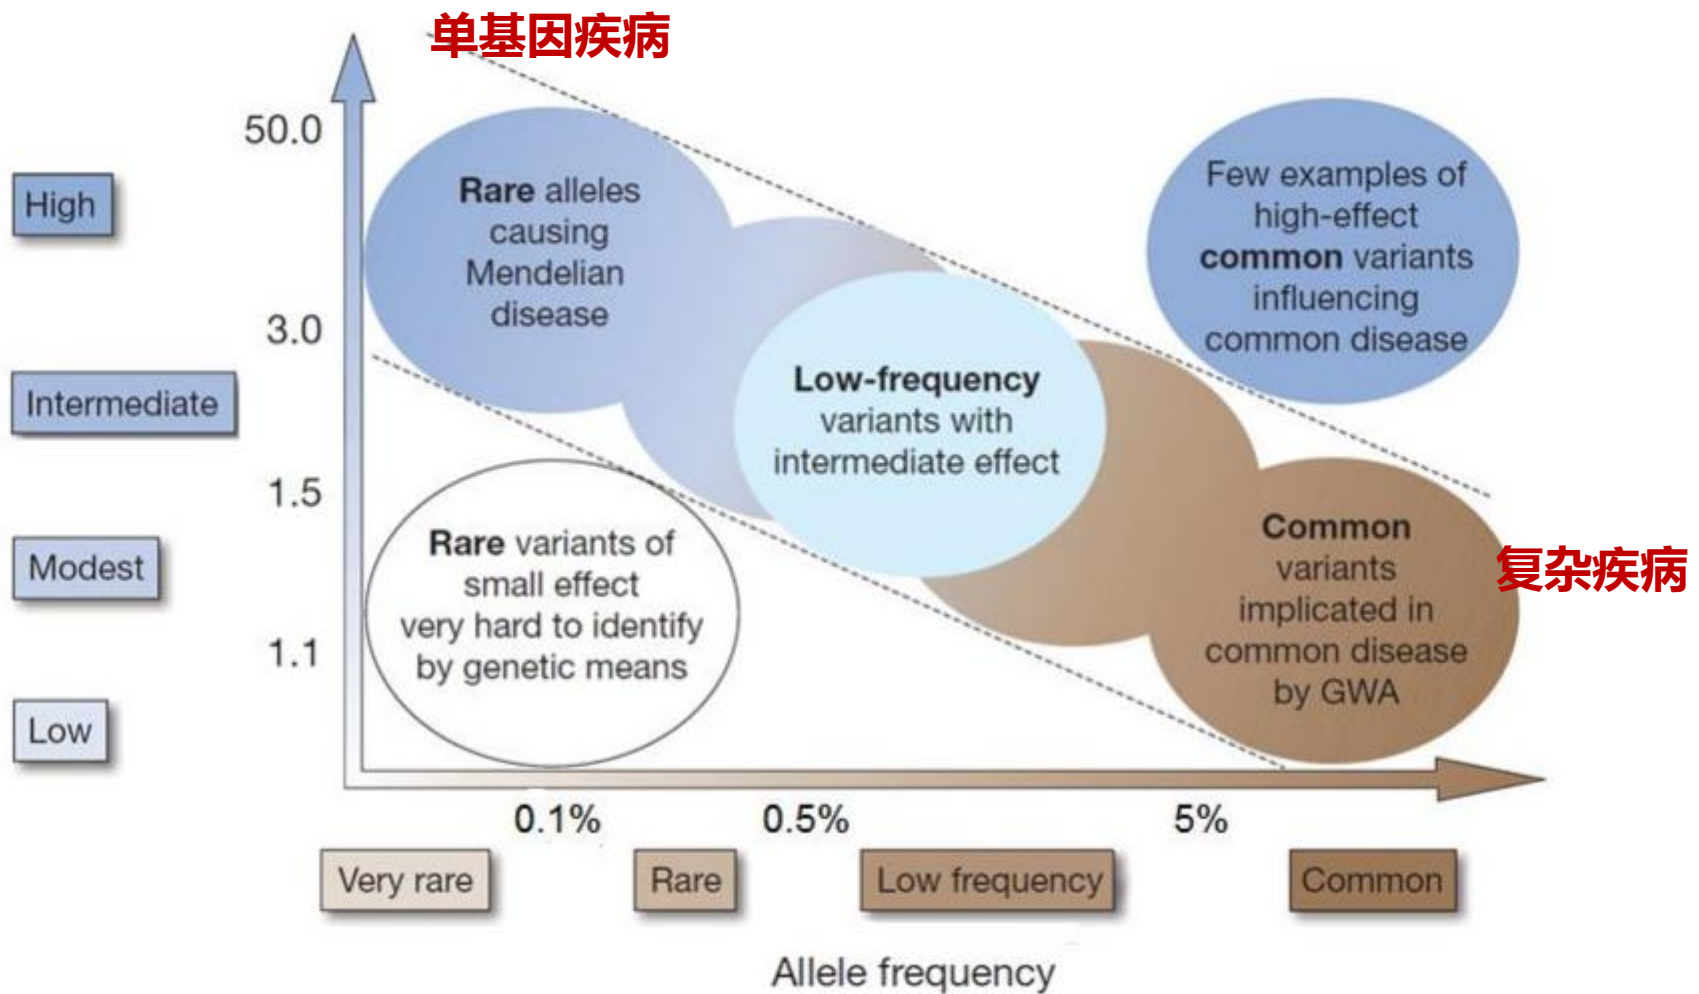 单基因疾病
50.0
High
Rare alleles
causing
Mendelian
disease
Few examples of
high-effect
common variants
influencing
common disease
3.0
Intermediate
Low-frequency
variants with
intermediate effect
1.5
Modest
Rare variants of
small effect
very hard to identify
by genetic means
Common
variants
implicated in
common disease
by GWA
复杂疾病
1.1
Low
0.1%
0.5%
5%
Very rare
Rare
Low frequency
Common
Allele frequency